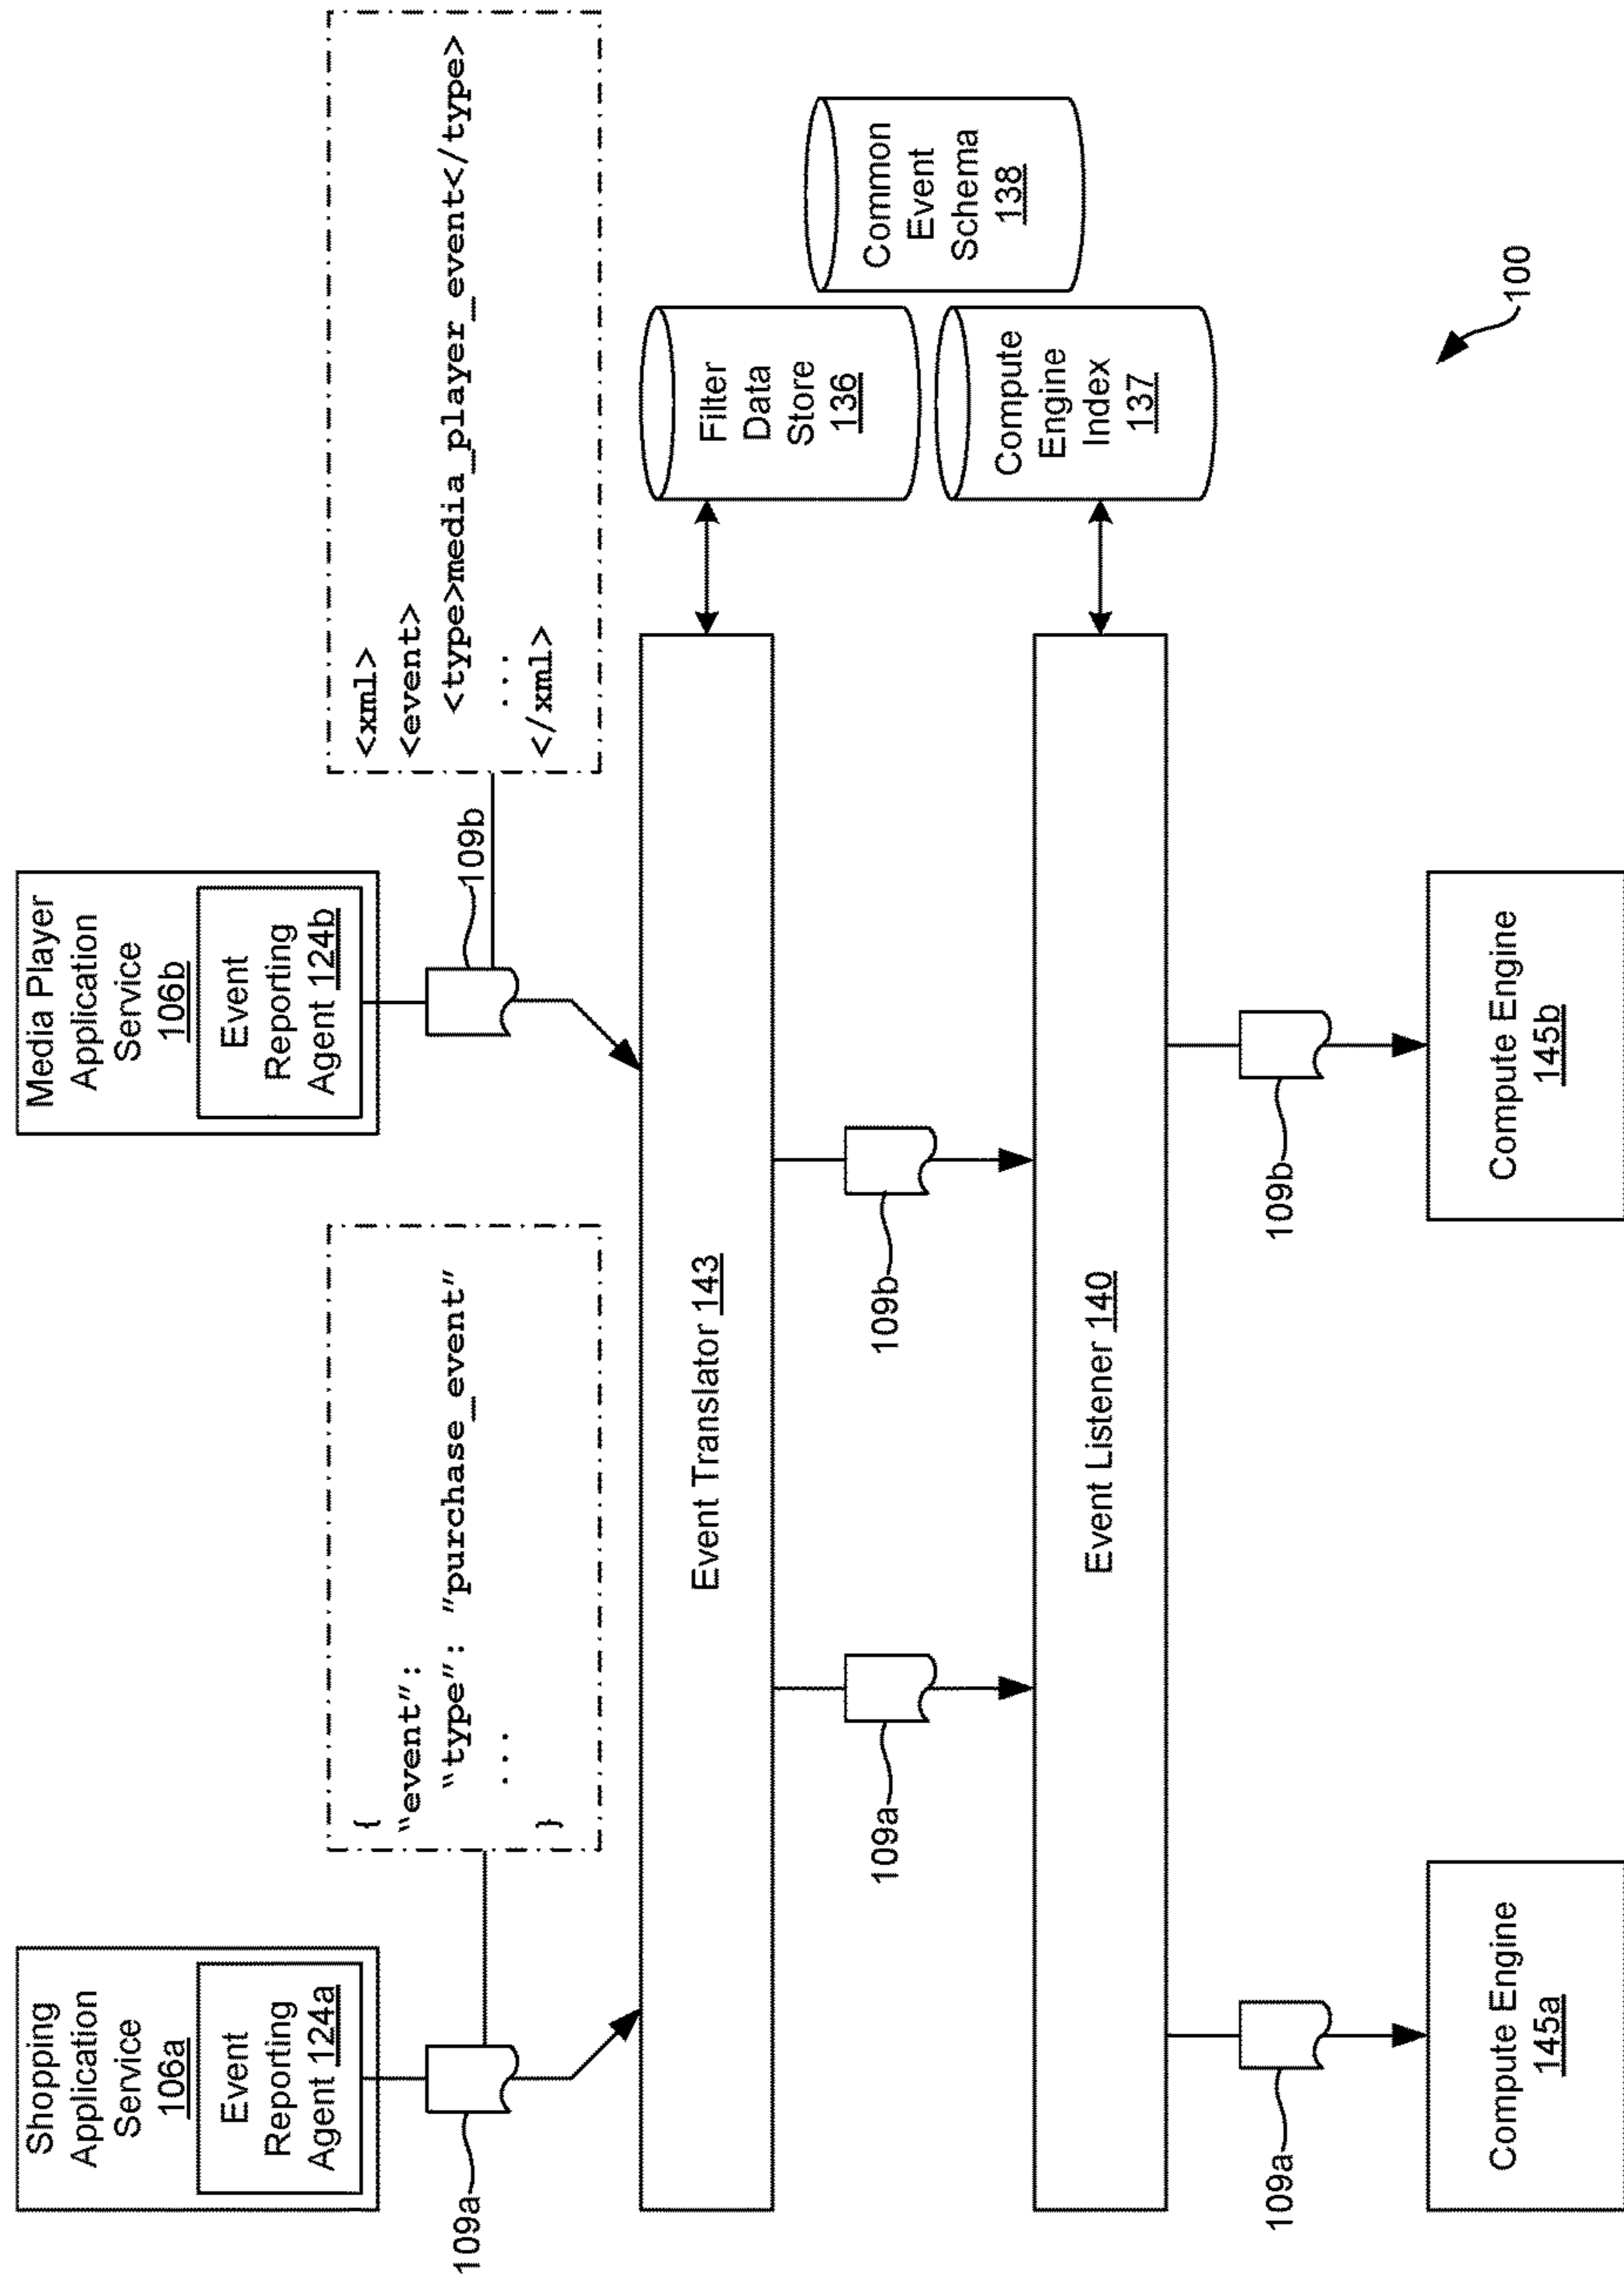 Shopping
Application
Service
106a
Event
Reporting
Agent 124a
109a
{
“event”:
“type”: ”purchase_event”
...
}
Media Player
Application
Service
106b
Event
Reporting
Agent 124b
109b
<xml>
<event>
<type>media_player_event</type>
...
</xml>
Event Translator 143
Filter
Data
Store
136
Common
Event
Schema
138
109a
109b
Event Listener 140
Compute
Engine
Index
137
109a
109b
Compute Engine
145a
Compute Engine
145b
100